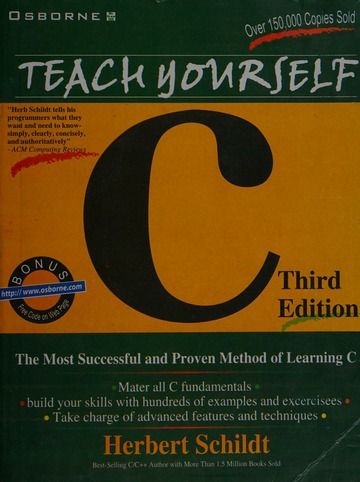 OSBORNE
Over 150,000 Copies Sold
TEACH YOURSELF
"Herb Schildt tells his
programmers what they
want and need to know-
simply, clearly, concisely,
and authoritatively"
- ACM Computing Reviews
C
Third
Edition
BONUS
http://www.osborne.com
Free Code on Web Page
The Most Successful and Proven Method of Learning C
• Mater all C fundamentals •
• build your skills with hundreds of examples and excercisees •
• Take charge of advanced features and techniques •
Herbert Schildt
Best-Selling C/C++ Author with More Than 1.5 Million Books Sold